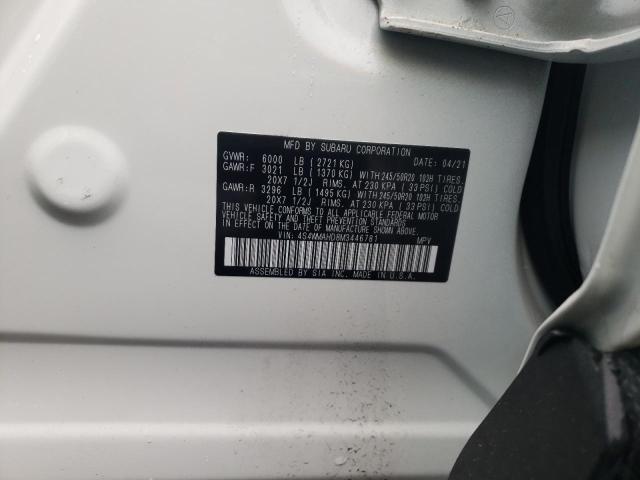 MFD BY SUBARU CORPORATION
GVWR: 6000 LB (2721 KG) DATE: 04/21
GAWR:F 3021 LB (1370 KG) WITH 245/50R20 102H TIRES.
20X7 1/2J RIMS. AT 230 KPA (33 PSI) COLD
GAWR:R 3296 LB (1495 KG) WITH 245/50R20 102H TIRES.
20X7 1/2J RIMS. AT 230 KPA (33 PSI) COLD
THIS VEHICLE CONFORMS TO ALL APPLICABLE FEDERAL MOTOR
VEHICLE SAFETY AND THEFT PREVENTION STANDARDS
IN EFFECT ON THE DATE OF MANUFACTURE SHOWN ABOVE.
VIN: 4S4WMAHD8M3446781 MPV
ASSEMBLED BY SIA INC. MADE IN U.S.A.